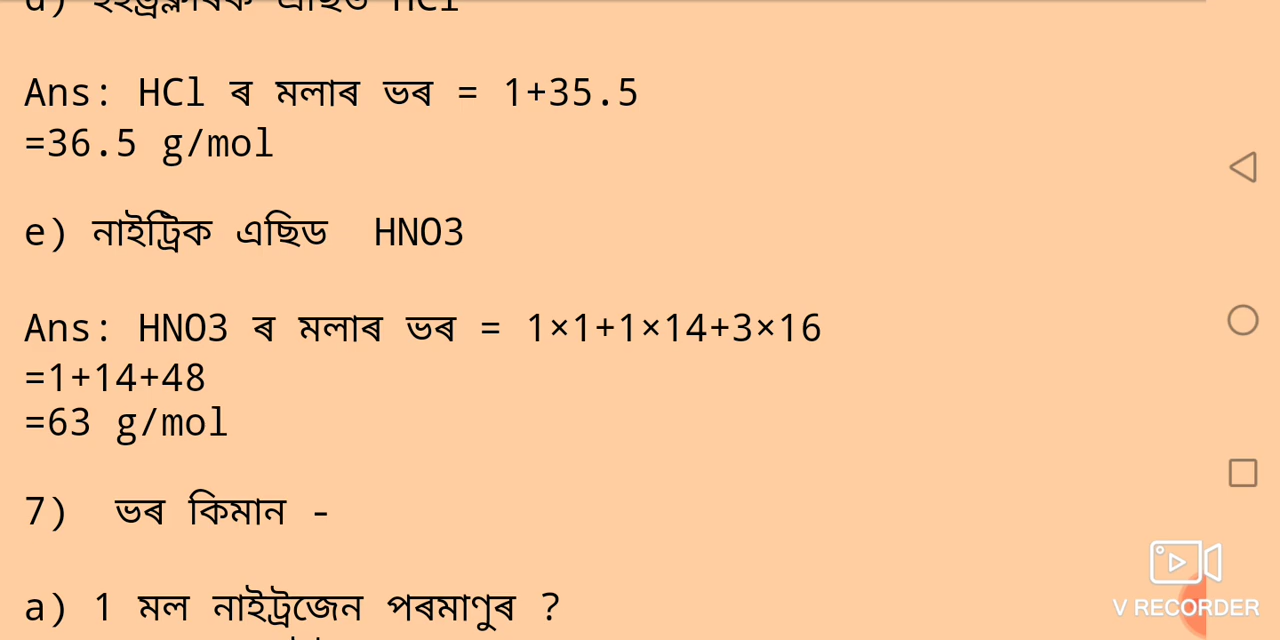 HCl
Ans: HCl ৰ মলাৰ ভৰ = 1+35.5
=36.5 g/mol
e) নাইট্ৰিক এছিড HNO3
Ans: HNO3 ৰ মলাৰ ভৰ = 1×1+1×14+3×16
=1+14+48
=63 g/mol
7) ভৰ কিমান -
a) 1 মল নাইট্ৰজেন পৰমাণুৰ ?
V RECORDER